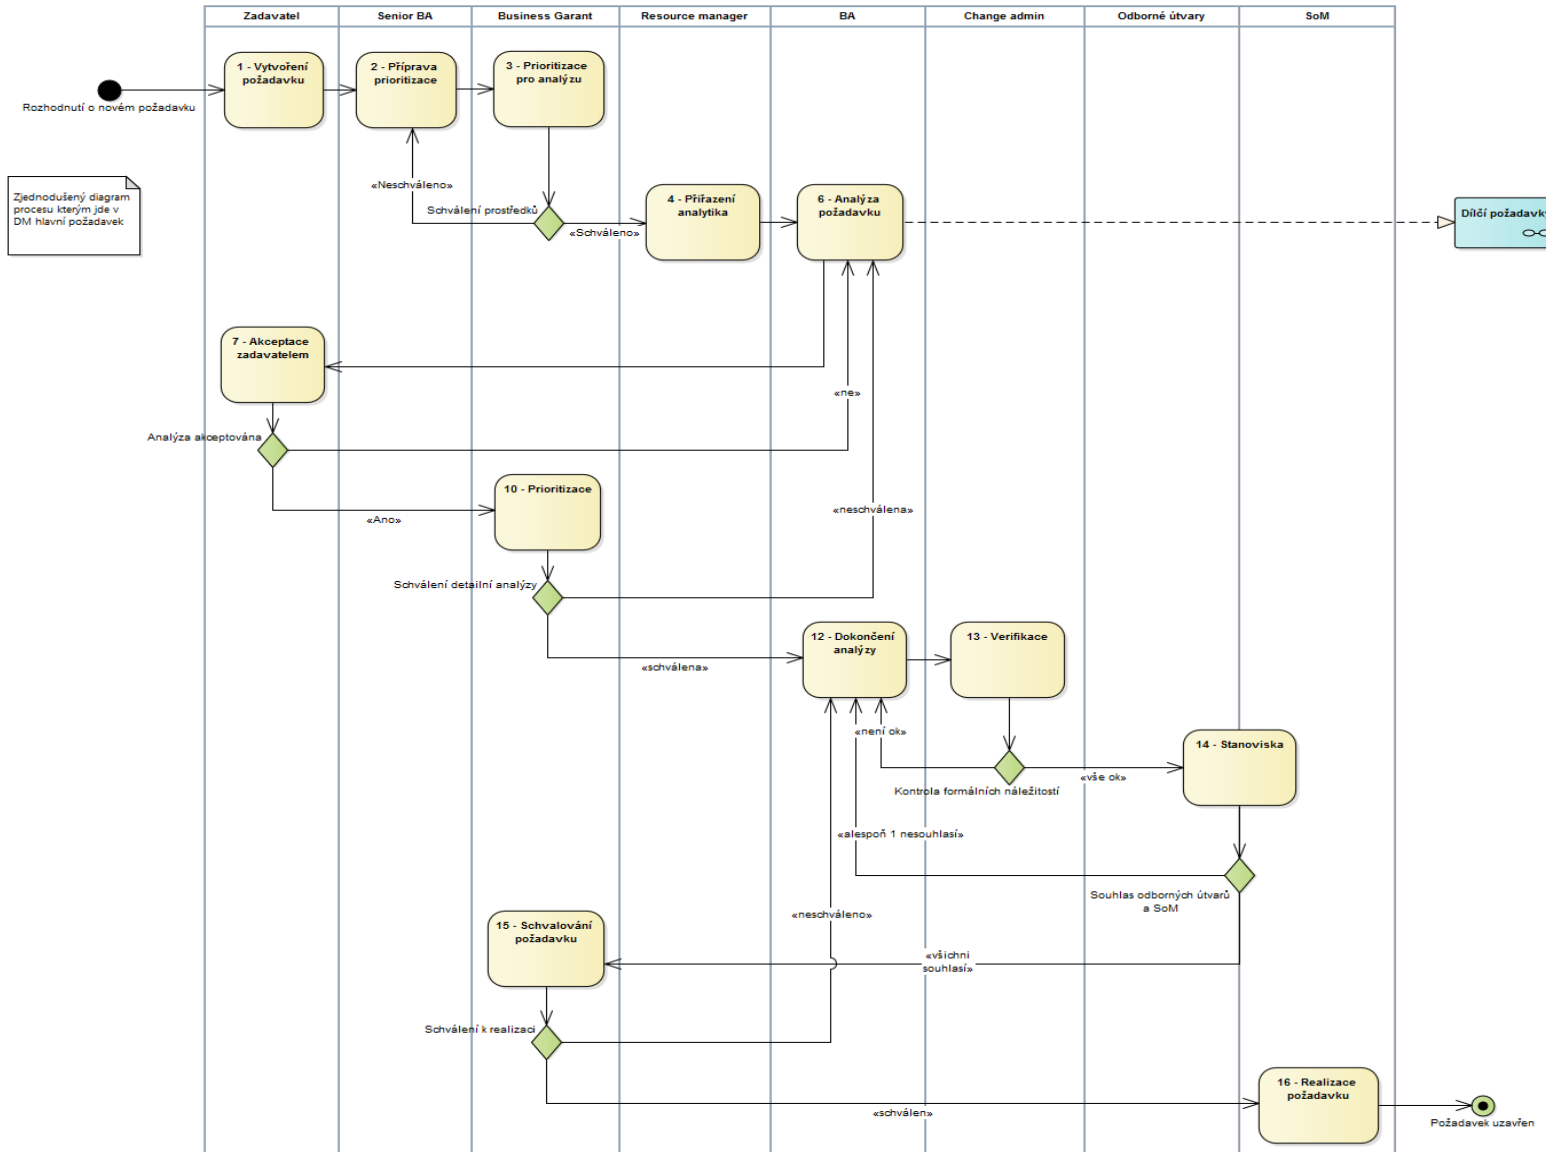 Zadavatel
Senior BA
Business Garant
Resource manager
BA
Change admin
Odborné útvary
SoM
Rozhodnutí o novém požadavku
1 - Vytvoření
požadavku
2 - Příprava
prioritizace
3 - Prioritizace
pro analýzu
Zjednodušený diagram
procesu kterým jde v
DM hlavní požadavek
«Neschváleno»
Schválení prostředků
«Schváleno»
4 - Přiřazení
analytika
6 - Analýza
požadavku
Dílčí požadavky
7 - Akceptace
zadavatelem
«ne»
Analýza akceptována
«Ano»
10 - Prioritizace
«neschválena»
Schválení detailní analýzy
«schválena»
12 - Dokončení
analýzy
13 - Verifikace
«není ok»
Kontrola formálních náležitostí
«vše ok»
14 - Stanoviska
«alespoň 1 nesouhlasí»
Souhlas odborných útvarů
a SoM
«neschváleno»
15 - Schvalování
požadavku
«všichni
souhlasí»
Schválení k realizaci
«schválen»
16 - Realizace
požadavku
Požadavek uzavřen